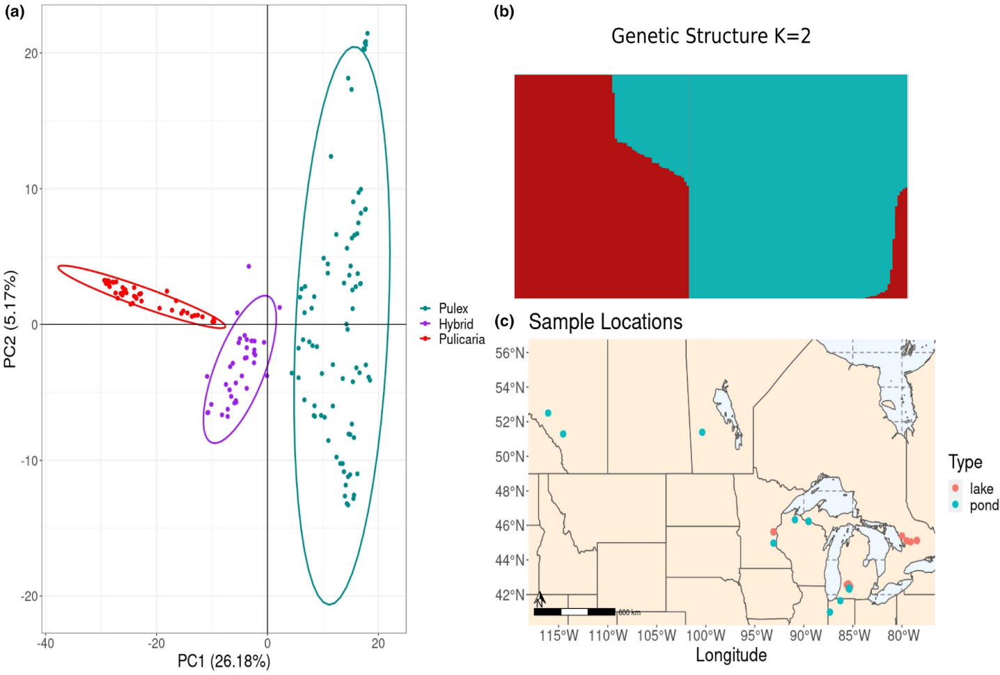 (a)
20
10
0
-10
-20
PC2 (5.17%)
-40
-20
0
20
PC1 (26.18%)
Pulex
Hybrid
Pulicaria
(b)
Genetic Structure K=2
(c) Sample Locations
56°N
54°N
52°N
50°N
48°N
46°N
44°N
42°N
N
600 km
115°W 110°W 105°W 100°W 95°W 90°W 85°W 80°W
Longitude
Type
lake
pond